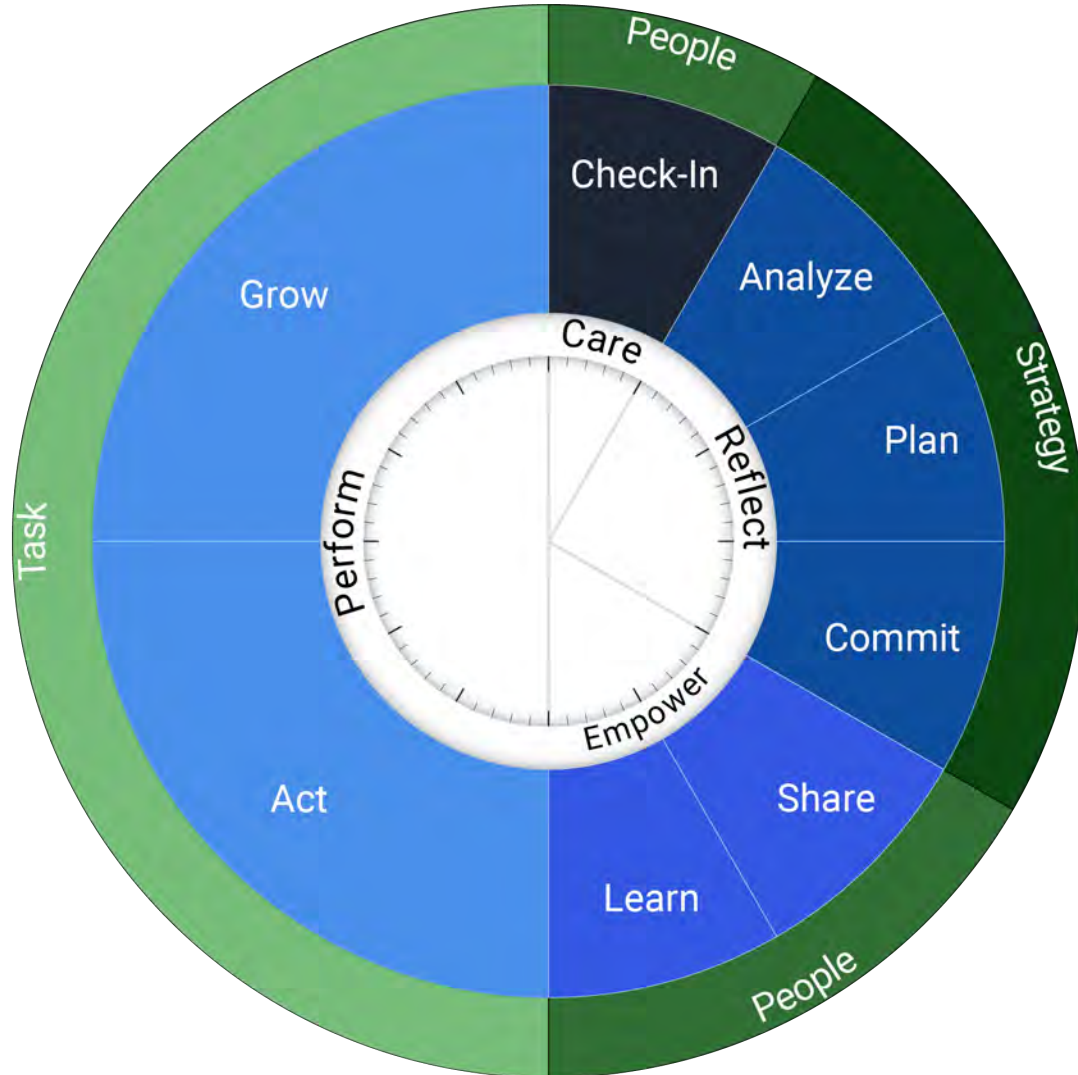 People
Check-In
Analyze
Plan
Commit
Share
Learn
Act
Grow
Care
Reflect
Empower
Perform
Strategy
People
Task